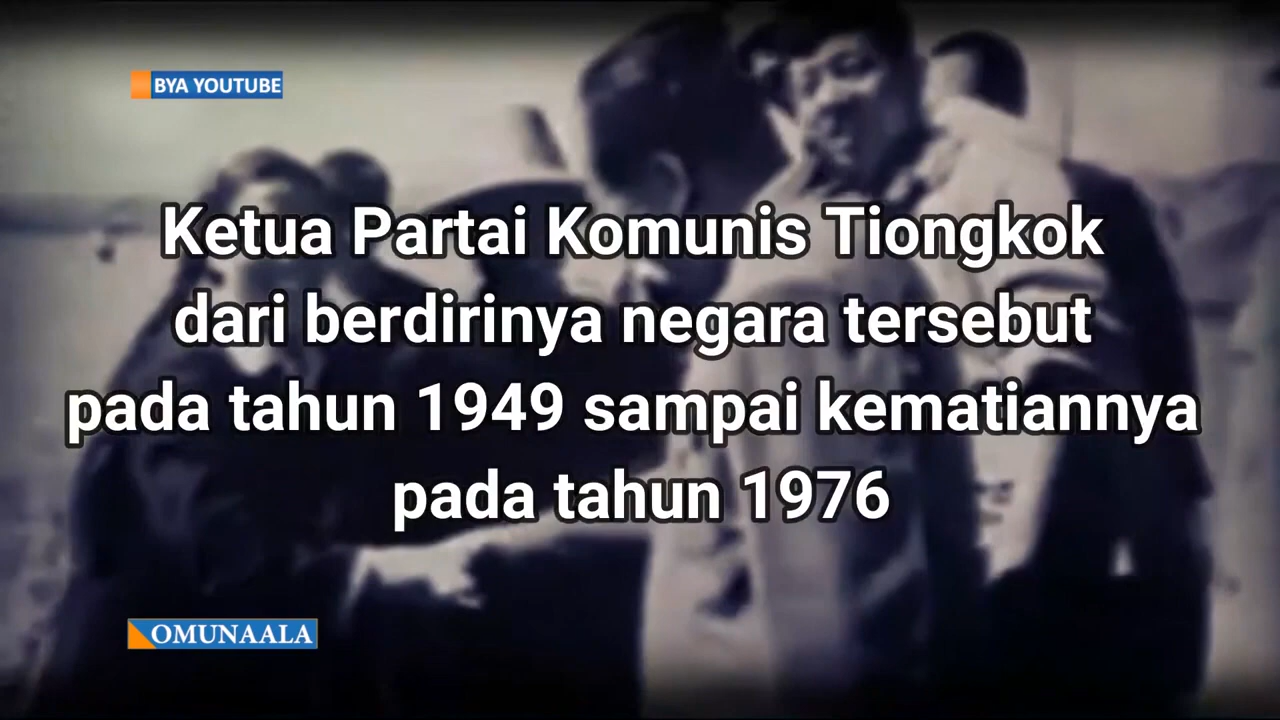 BYA YOUTUBE
Ketua Partai Komunis Tiongkok
dari berdirinya negara tersebut
pada tahun 1949 sampai kematiannya
pada tahun 1976
OMUNAALA